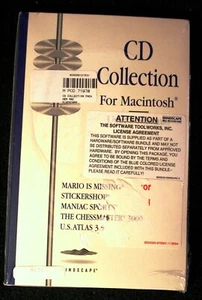 CD
Collection
For Macintosh®
ATTENTION
THE SOFTWARE TOOLWORKS, INC.
LICENSE AGREEMENT
THIS SOFTWARE IS SUPPLIED AS PART OF A
HARDWARE/SOFTWARE BUNDLE AND MAY NOT
BE DISTRIBUTED SEPARATELY FROM APPROVED
HARDWARE. BY OPENING THIS PACKAGE, YOU
AGREE TO BE BOUND BY THE TERMS AND
CONDITIONS OF THE BLUE COLORED LICENSE
AGREEMENT INCLUDED WITH THIS BUNDLE-
PLEASE READ IT CAREFULLY!
MARIO IS MISSING
STICKERSHOP
MANIAC SPORTS
THE CHESSMASTER 3000
U.S. ATLAS 3